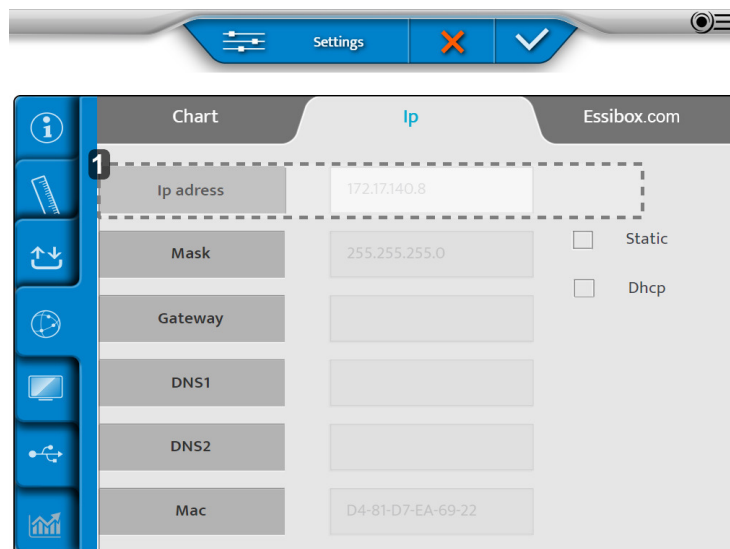 Settings
Chart Ip Essibox.com
1
Ip adress 172.17.140.8
Mask 255.255.255.0 Static
Dhcp
Gateway
DNS1
DNS2
Mac D4-81-D7-EA-69-22